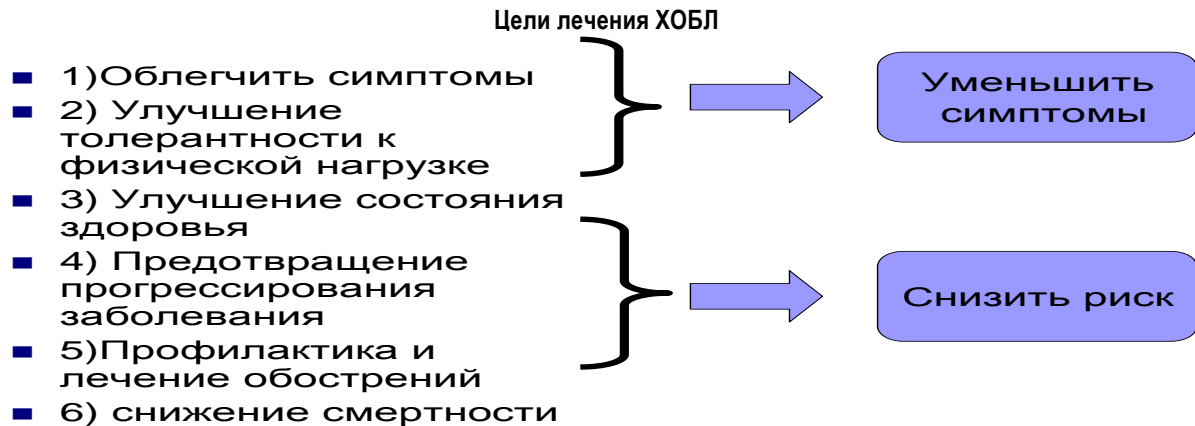 Цели лечения ХОБЛ
1)Облегчить симптомы
2) Улучшение
толерантности к
физической нагрузке
3) Улучшение состояния
здоровья
4) Предотвращение
прогрессирования
заболевания
5)Профилактика и
лечение обострений
6) снижение смертности
Уменьшить
симптомы
Снизить риск